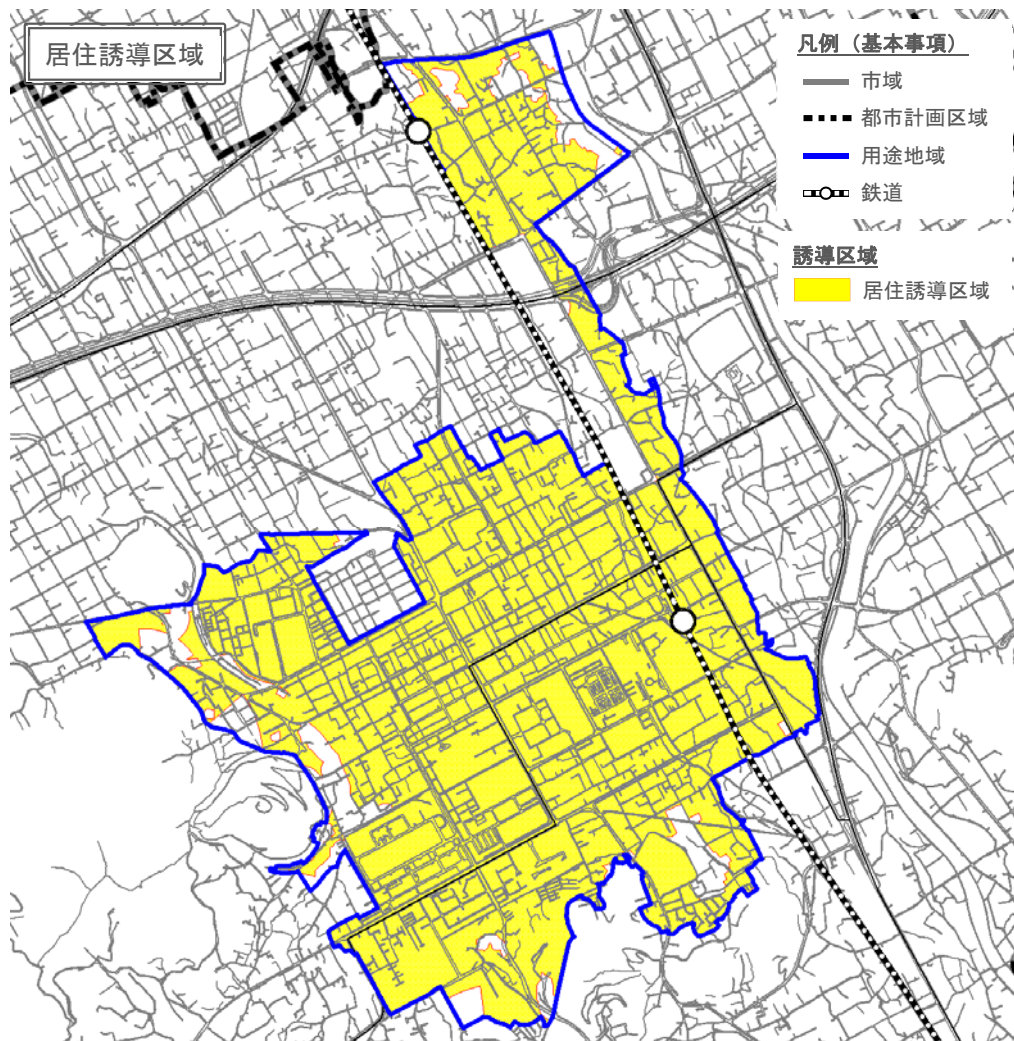 居住誘導区域
凡例（基本事項）
市域
都市計画区域
用途地域
鉄道
誘導区域
居住誘導区域